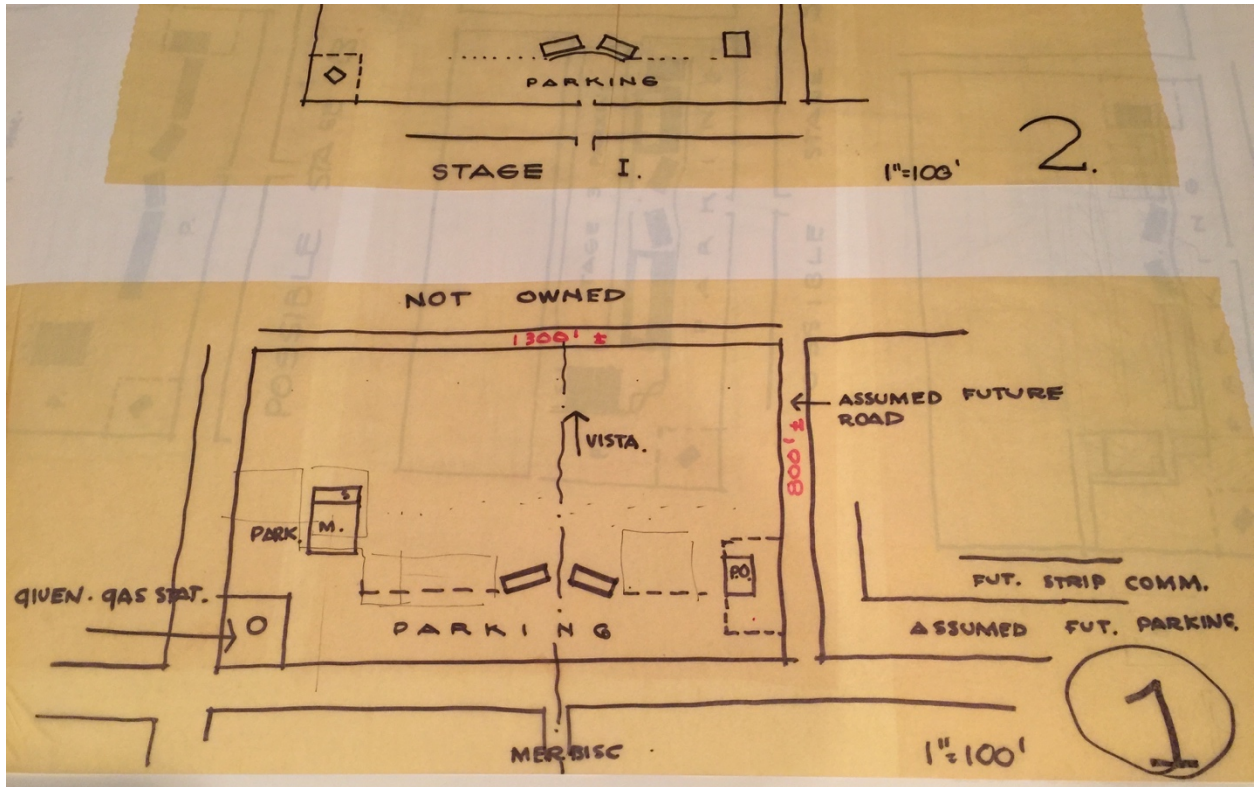 PARKING
STAGE I.
1"=100'
2.
NOT OWNED
1300' ±
ASSUMED FUTURE
ROAD
800' ±
VISTA.
S
M.
PARK.
P.O.
GIVEN. GAS STAT.
FUT. STRIP COMM.
PARKING
ASSUMED FUT. PARKING.
MERBISC
1"=100'
1